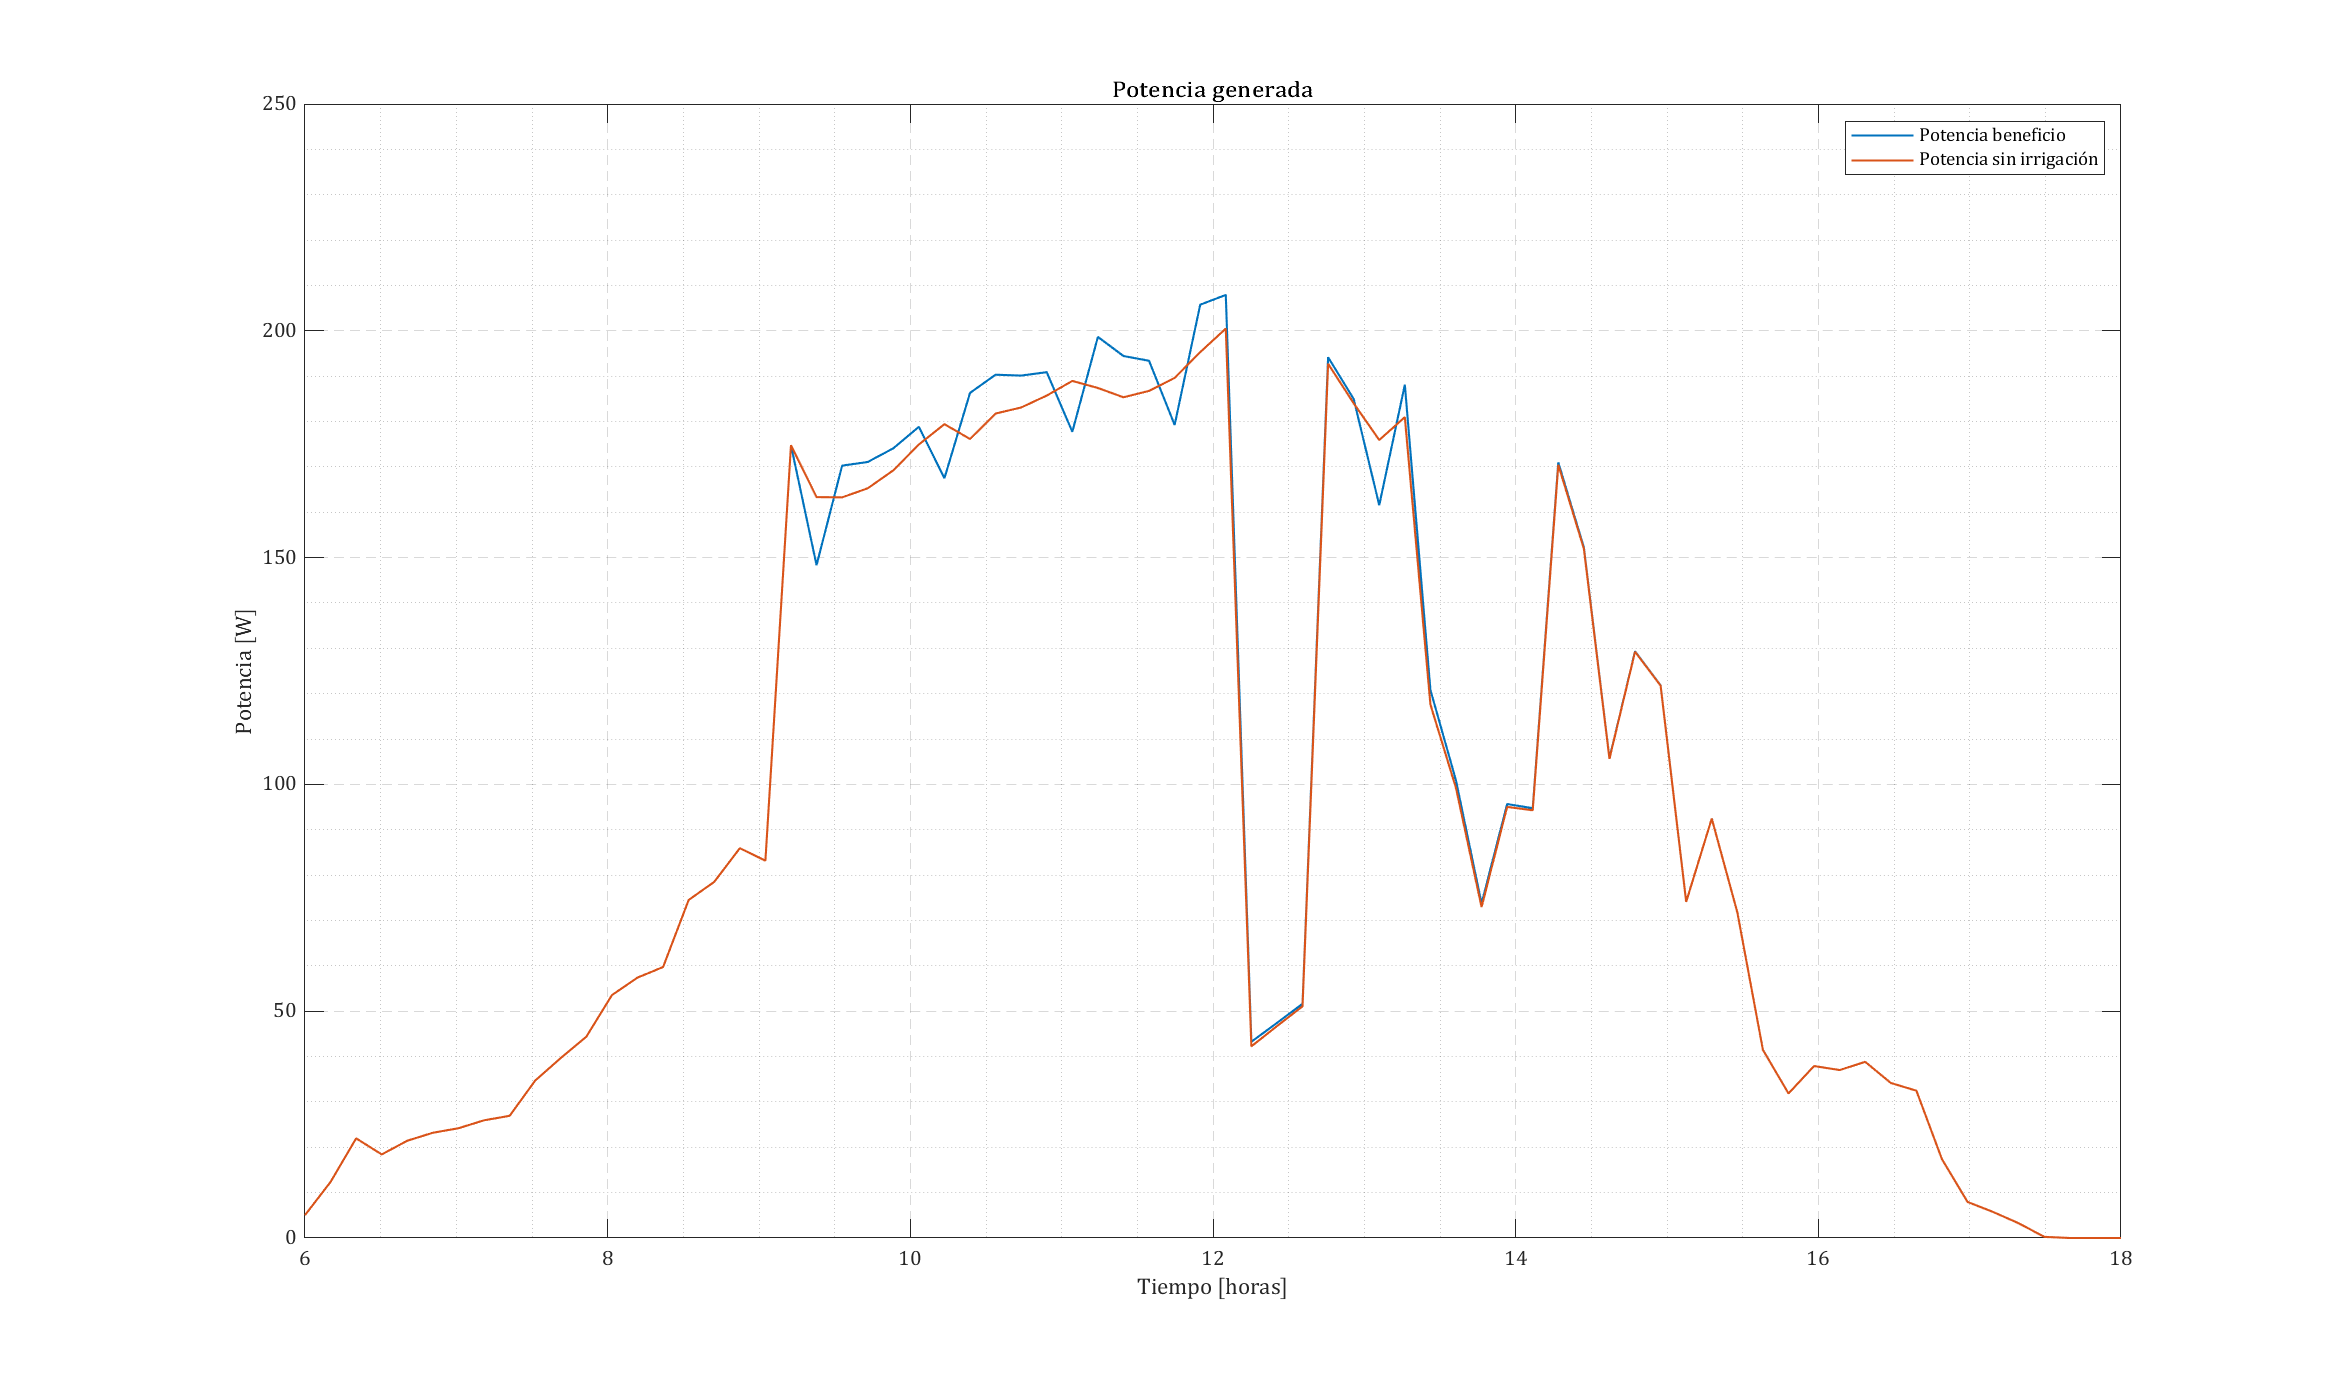 Potencia generada
250
200
150
100
50
0
Potencia [W]
Potencia beneficio
Potencia sin irrigación
6 8 10 12 14 16 18
Tiempo [horas]